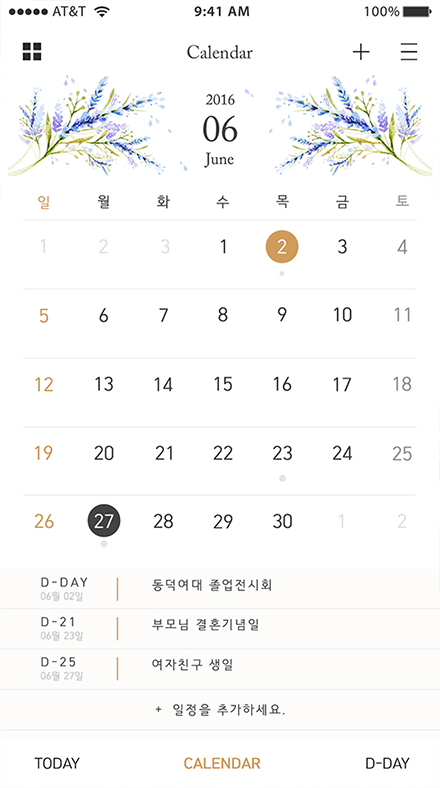 AT&T 9:41 AM 100%
Calendar
2016
06
June
일 월 화 수 목 금 토
1 2 3 1 2 3 4
5 6 7 8 9 10 11
12 13 14 15 16 17 18
19 20 21 22 23 24 25
26 27 28 29 30 1 2
D-DAY 동덕여대 졸업전시회
06월 02일
D-21 부모님 결혼기념일
06월 23일
D-25 여자친구 생일
06월 27일
+ 일정을 추가하세요.
TODAY CALENDAR D-DAY